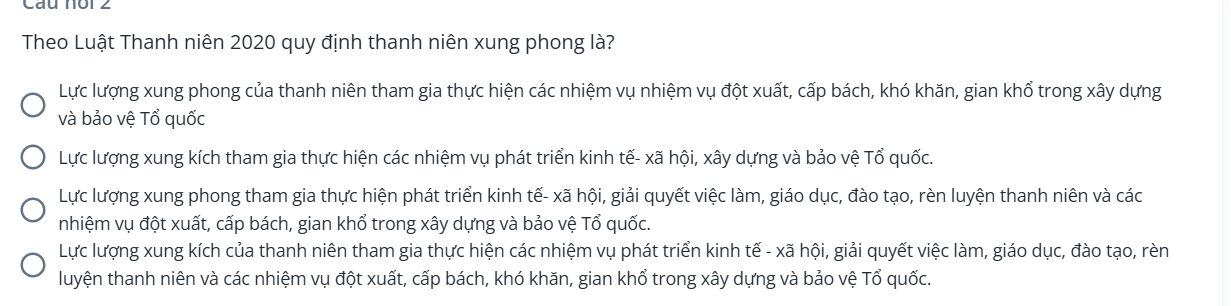 Câu hỏi 2
Theo Luật Thanh niên 2020 quy định thanh niên xung phong là?
Lực lượng xung phong của thanh niên tham gia thực hiện các nhiệm vụ nhiệm vụ đột xuất, cấp bách, khó khăn, gian khổ trong xây dựng
và bảo vệ Tổ quốc
Lực lượng xung kích tham gia thực hiện các nhiệm vụ phát triển kinh tế- xã hội, xây dựng và bảo vệ Tổ quốc.
Lực lượng xung phong tham gia thực hiện phát triển kinh tế- xã hội, giải quyết việc làm, giáo dục, đào tạo, rèn luyện thanh niên và các
nhiệm vụ đột xuất, cấp bách, gian khổ trong xây dựng và bảo vệ Tổ quốc.
Lực lượng xung kích của thanh niên tham gia thực hiện các nhiệm vụ phát triển kinh tế - xã hội, giải quyết việc làm, giáo dục, đào tạo, rèn
luyện thanh niên và các nhiệm vụ đột xuất, cấp bách, khó khăn, gian khổ trong xây dựng và bảo vệ Tổ quốc.